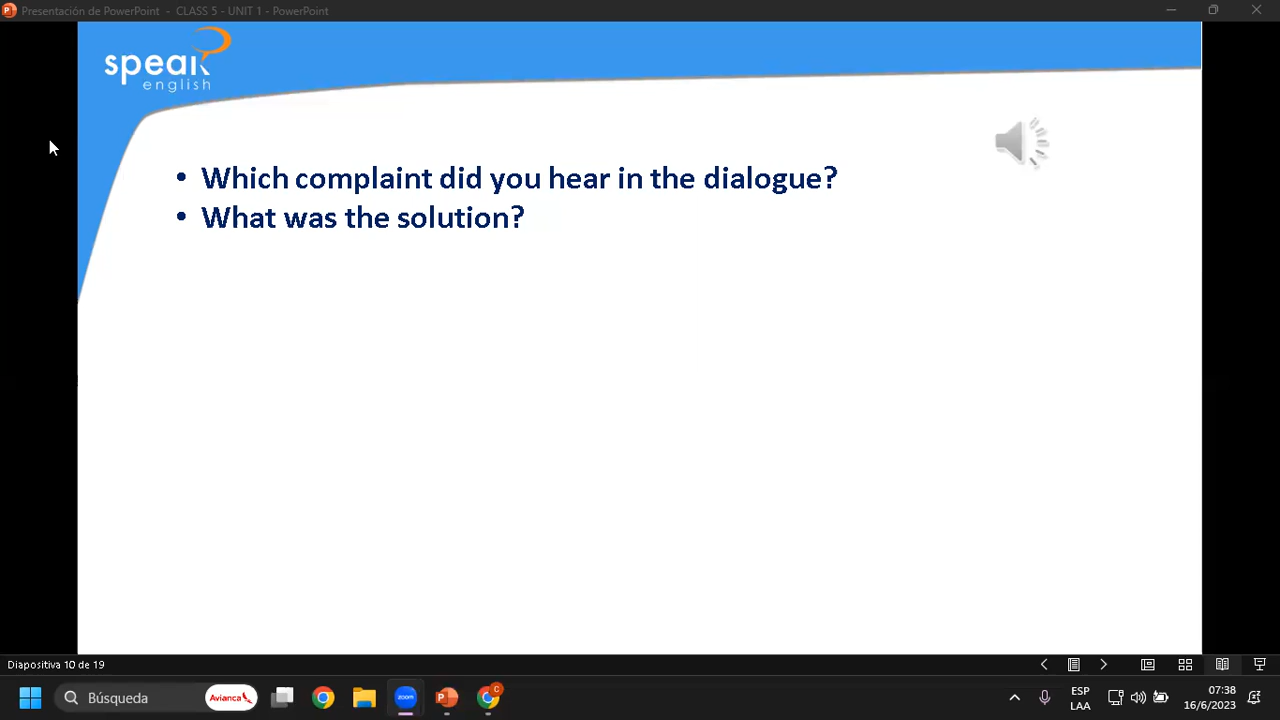 Presentación de PowerPoint - CLASS 5 - UNIT 1 - PowerPoint
speak
english
• Which complaint did you hear in the dialogue?
• What was the solution?
Diapositiva 10 de 19
Búsqueda
Avianca
zoom
C
ESP
LAA
07:38
16/6/2023